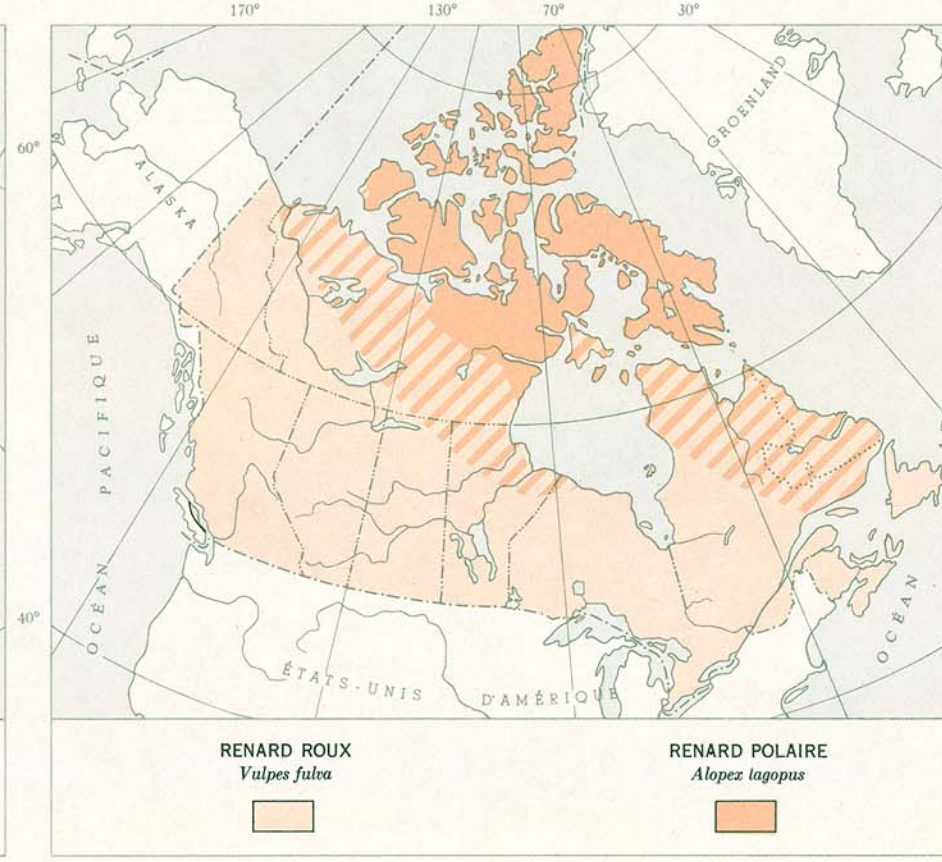 170° 130° 70° 30°
60°
GROENLAND
ALASKA
OCÉAN PACIFIQUE
40°
OCÉAN
ÉTATS-UNIS D'AMÉRIQUE
RENARD ROUX
Vulpes fulva
RENARD POLAIRE
Alopex lagopus